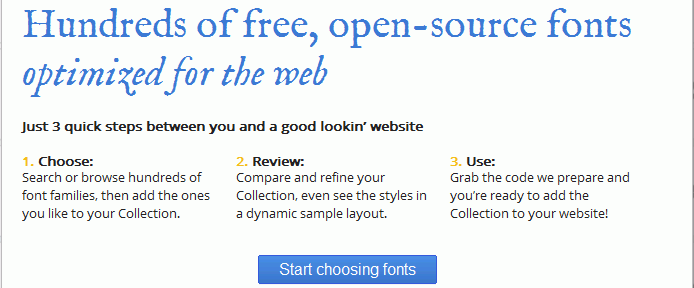 Hundreds of free, open-source fonts
optimized for the web
Just 3 quick steps between you and a good lookin’ website
1. Choose:
Search or browse hundreds of
font families, then add the ones
you like to your Collection.
2. Review:
Compare and refine your
Collection, even see the styles in
a dynamic sample layout.
3. Use:
Grab the code we prepare and
you’re ready to add the
Collection to your website!
Start choosing fonts